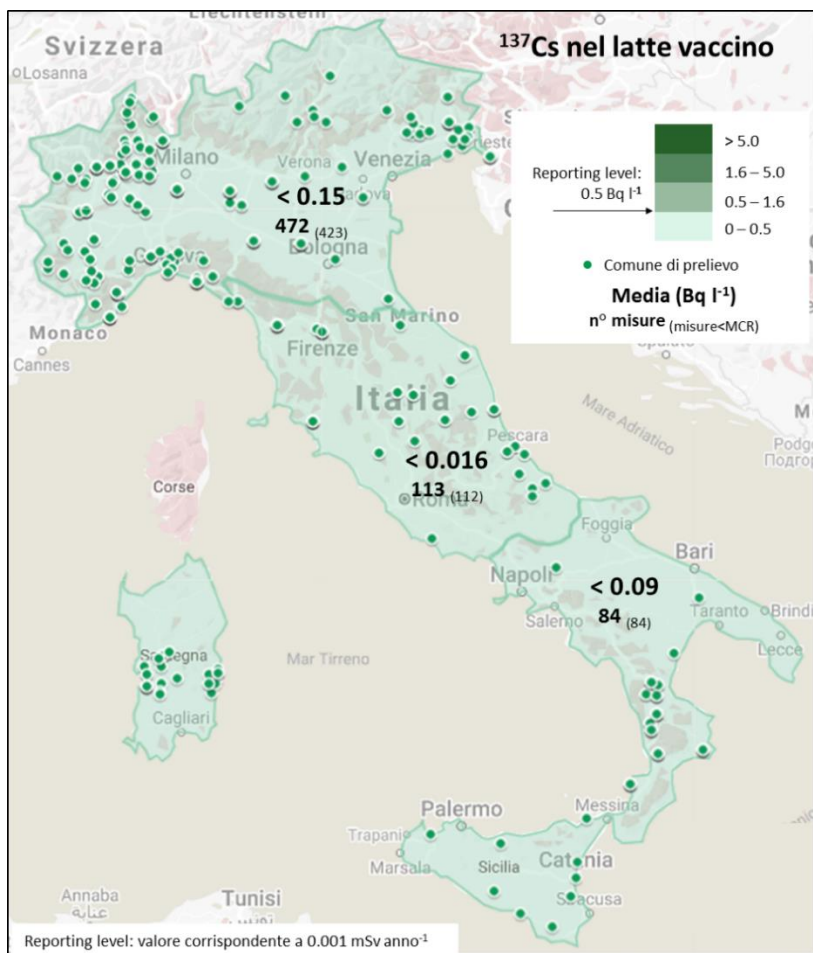 Svizzera
Liechtenstein
Losanna
¹³⁷Cs nel latte vaccino
Milano
Verona
Venezia
Padova
Reporting level:
0.5 Bq l⁻¹
> 5.0
1.6 – 5.0
0.5 – 1.6
0 – 0.5
Comune di prelievo
Media (Bq l⁻¹)
n° misure (misure<MCR)
< 0.15
472 (423)
Genova
Bologna
San Marino
Monaco
Cannes
Firenze
Italia
Mare Adriatico
Pescara
Corse
< 0.016
113 (112)
Roma
Foggia
Bari
Napoli
Salerno
< 0.09
84 (84)
Taranto
Brindi
Lecce
Mar Tirreno
Sardegna
Cagliari
Palermo
Messina
Trapani
Marsala
Sicilia
Catania
Siracusa
Annaba
عنابة
Tunisi
Reporting level: valore corrispondente a 0.001 mSv anno⁻¹